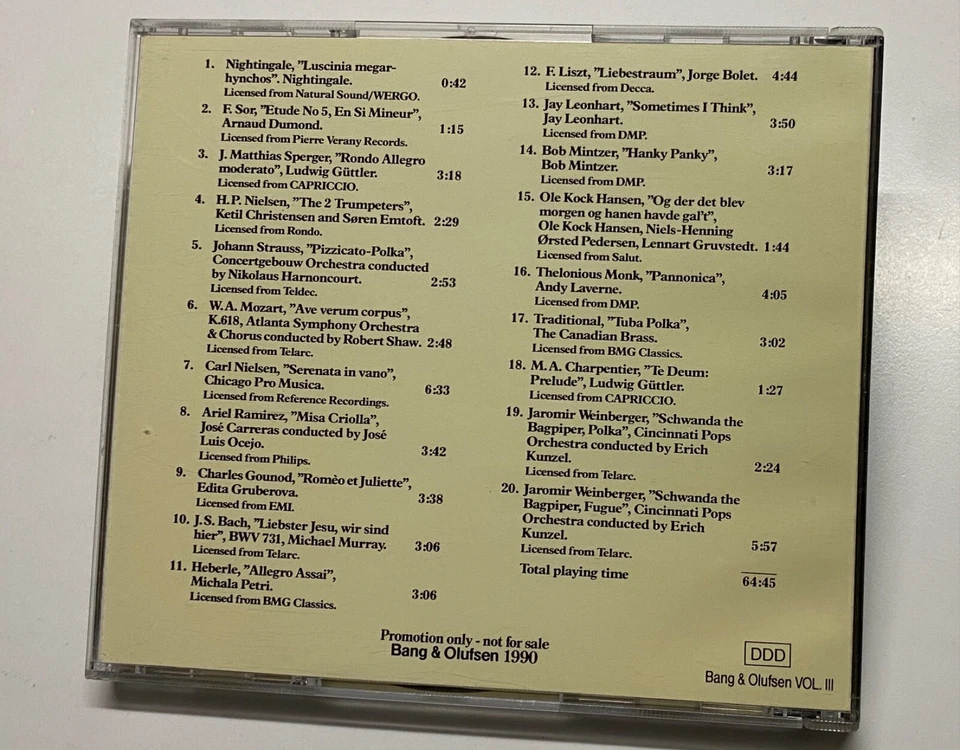 1. Nightingale, "Luscinia megar-
hynchos". Nightingale. 0:42
Licensed from Natural Sound/WERGO.
2. F. Sor, "Etude No 5, En Si Mineur",
Arnaud Dumond. 1:15
Licensed from Pierre Verany Records.
3. J. Matthias Sperger, "Rondo Allegro
moderato", Ludwig Güttler. 3:18
Licensed from CAPRICCIO.
4. H.P. Nielsen, "The 2 Trumpeters",
Ketil Christensen and Søren Emtoft. 2:29
Licensed from Rondo.
5. Johann Strauss, "Pizzicato-Polka",
Concertgebouw Orchestra conducted
by Nikolaus Harnoncourt. 2:53
Licensed from Teldec.
6. W.A. Mozart, "Ave verum corpus",
K.618, Atlanta Symphony Orchestra
& Chorus conducted by Robert Shaw. 2:48
Licensed from Telarc.
7. Carl Nielsen, "Serenata in vano",
Chicago Pro Musica. 6:33
Licensed from Reference Recordings.
8. Ariel Ramirez, "Misa Criolla",
José Carreras conducted by José
Luis Ocejo. 3:42
Licensed from Philips.
9. Charles Gounod, "Romèo et Juliette",
Edita Gruberova. 3:38
Licensed from EMI.
10. J.S. Bach, "Liebster Jesu, wir sind
hier", BWV 731, Michael Murray. 3:06
Licensed from Telarc.
11. Heberle, "Allegro Assai",
Michala Petri. 3:06
Licensed from BMG Classics.
12. F. Liszt, "Liebestraum", Jorge Bolet. 4:44
Licensed from Decca.
13. Jay Leonhart, "Sometimes I Think",
Jay Leonhart. 3:50
Licensed from DMP.
14. Bob Mintzer, "Hanky Panky",
Bob Mintzer. 3:17
Licensed from DMP.
15. Ole Kock Hansen, "Og der det blev
morgen og hanen havde gal't",
Ole Kock Hansen, Niels-Henning
Ørsted Pedersen, Lennart Gruvstedt. 1:44
Licensed from Salut.
16. Thelonious Monk, "Pannonica",
Andy Laverne. 4:05
Licensed from DMP.
17. Traditional, "Tuba Polka",
The Canadian Brass. 3:02
Licensed from BMG Classics.
18. M.A. Charpentier, "Te Deum:
Prelude", Ludwig Güttler. 1:27
Licensed from CAPRICCIO.
19. Jaromir Weinberger, "Schwanda the
Bagpiper, Polka", Cincinnati Pops
Orchestra conducted by Erich
Kunzel. 2:24
Licensed from Telarc.
20. Jaromir Weinberger, "Schwanda the
Bagpiper, Fugue", Cincinnati Pops
Orchestra conducted by Erich
Kunzel. 5:57
Licensed from Telarc.
Total playing time 64:45
Promotion only - not for sale
Bang & Olufsen 1990
DDD
Bang & Olufsen VOL. III